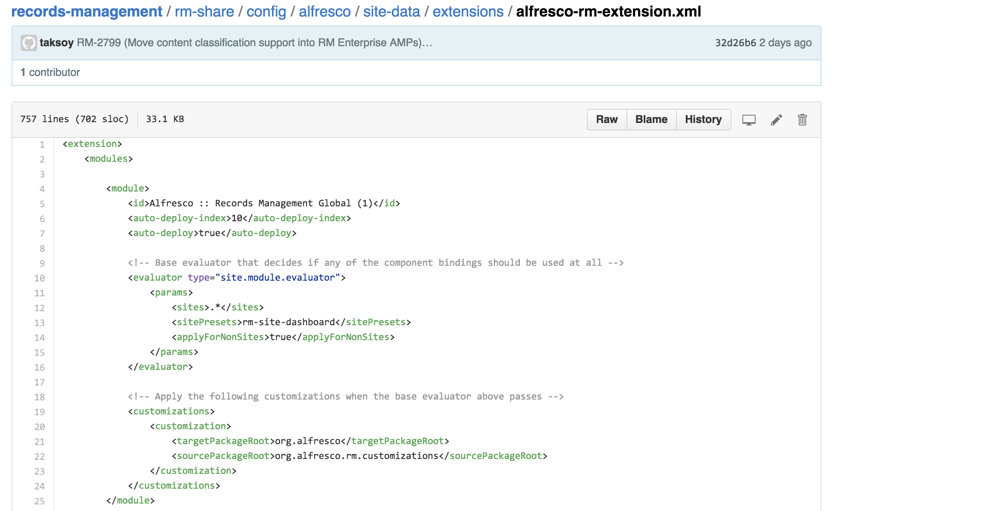 records-management / rm-share / config / alfresco / site-data / extensions / alfresco-rm-extension.xml
taksoy RM-2799 (Move content classification support into RM Enterprise AMPs)… 32d26b6 2 days ago
1 contributor
757 lines (702 sloc) 33.1 KB Raw Blame History
1 <extension>
2 <modules>
3
4 <module>
5 <id>Alfresco :: Records Management Global (1)</id>
6 <auto-deploy-index>10</auto-deploy-index>
7 <auto-deploy>true</auto-deploy>
8
9 <!-- Base evaluator that decides if any of the component bindings should be used at all -->
10 <evaluator type="site.module.evaluator">
11 <params>
12 <sites>.*</sites>
13 <sitePresets>rm-site-dashboard</sitePresets>
14 <applyForNonSites>true</applyForNonSites>
15 </params>
16 </evaluator>
17
18 <!-- Apply the following customizations when the base evaluator above passes -->
19 <customizations>
20 <customization>
21 <targetPackageRoot>org.alfresco</targetPackageRoot>
22 <sourcePackageRoot>org.alfresco.rm.customizations</sourcePackageRoot>
23 </customization>
24 </customizations>
25 </module>